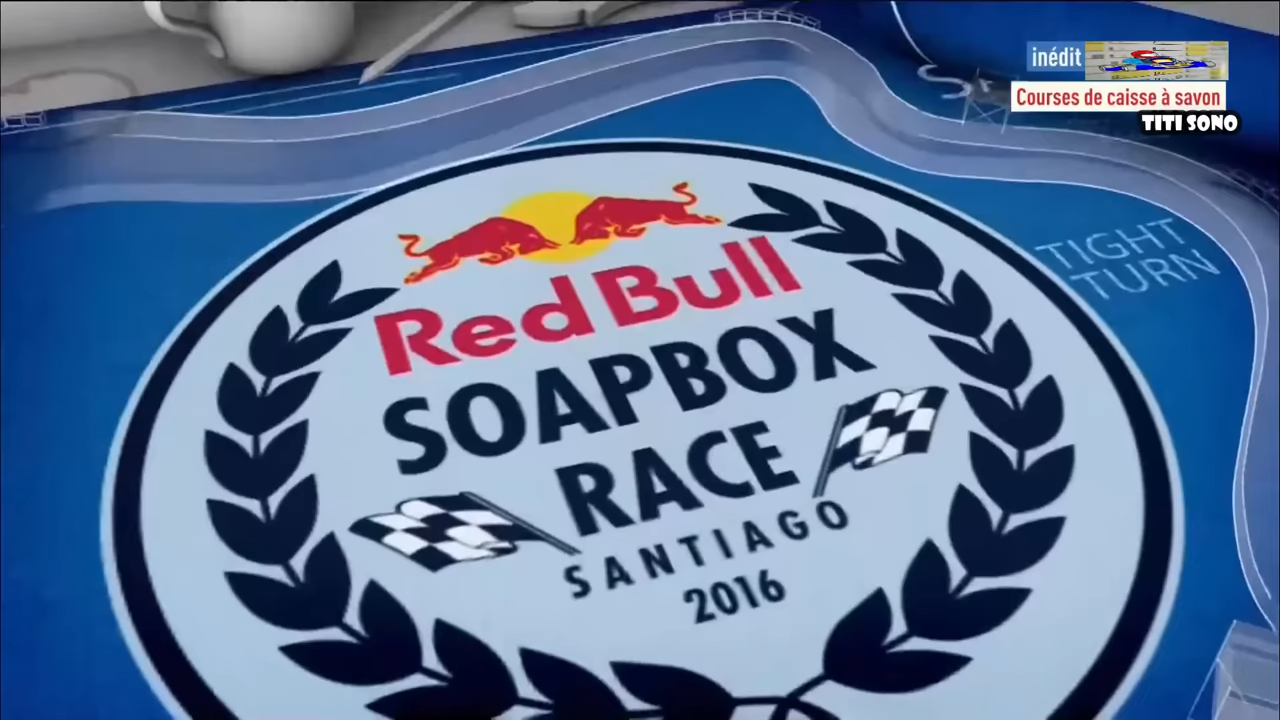 inédit
Courses de caisse à savon
TITI SONO
Red Bull
SOAPBOX
RACE
SANTIAGO
2016
TIGHT
TURN